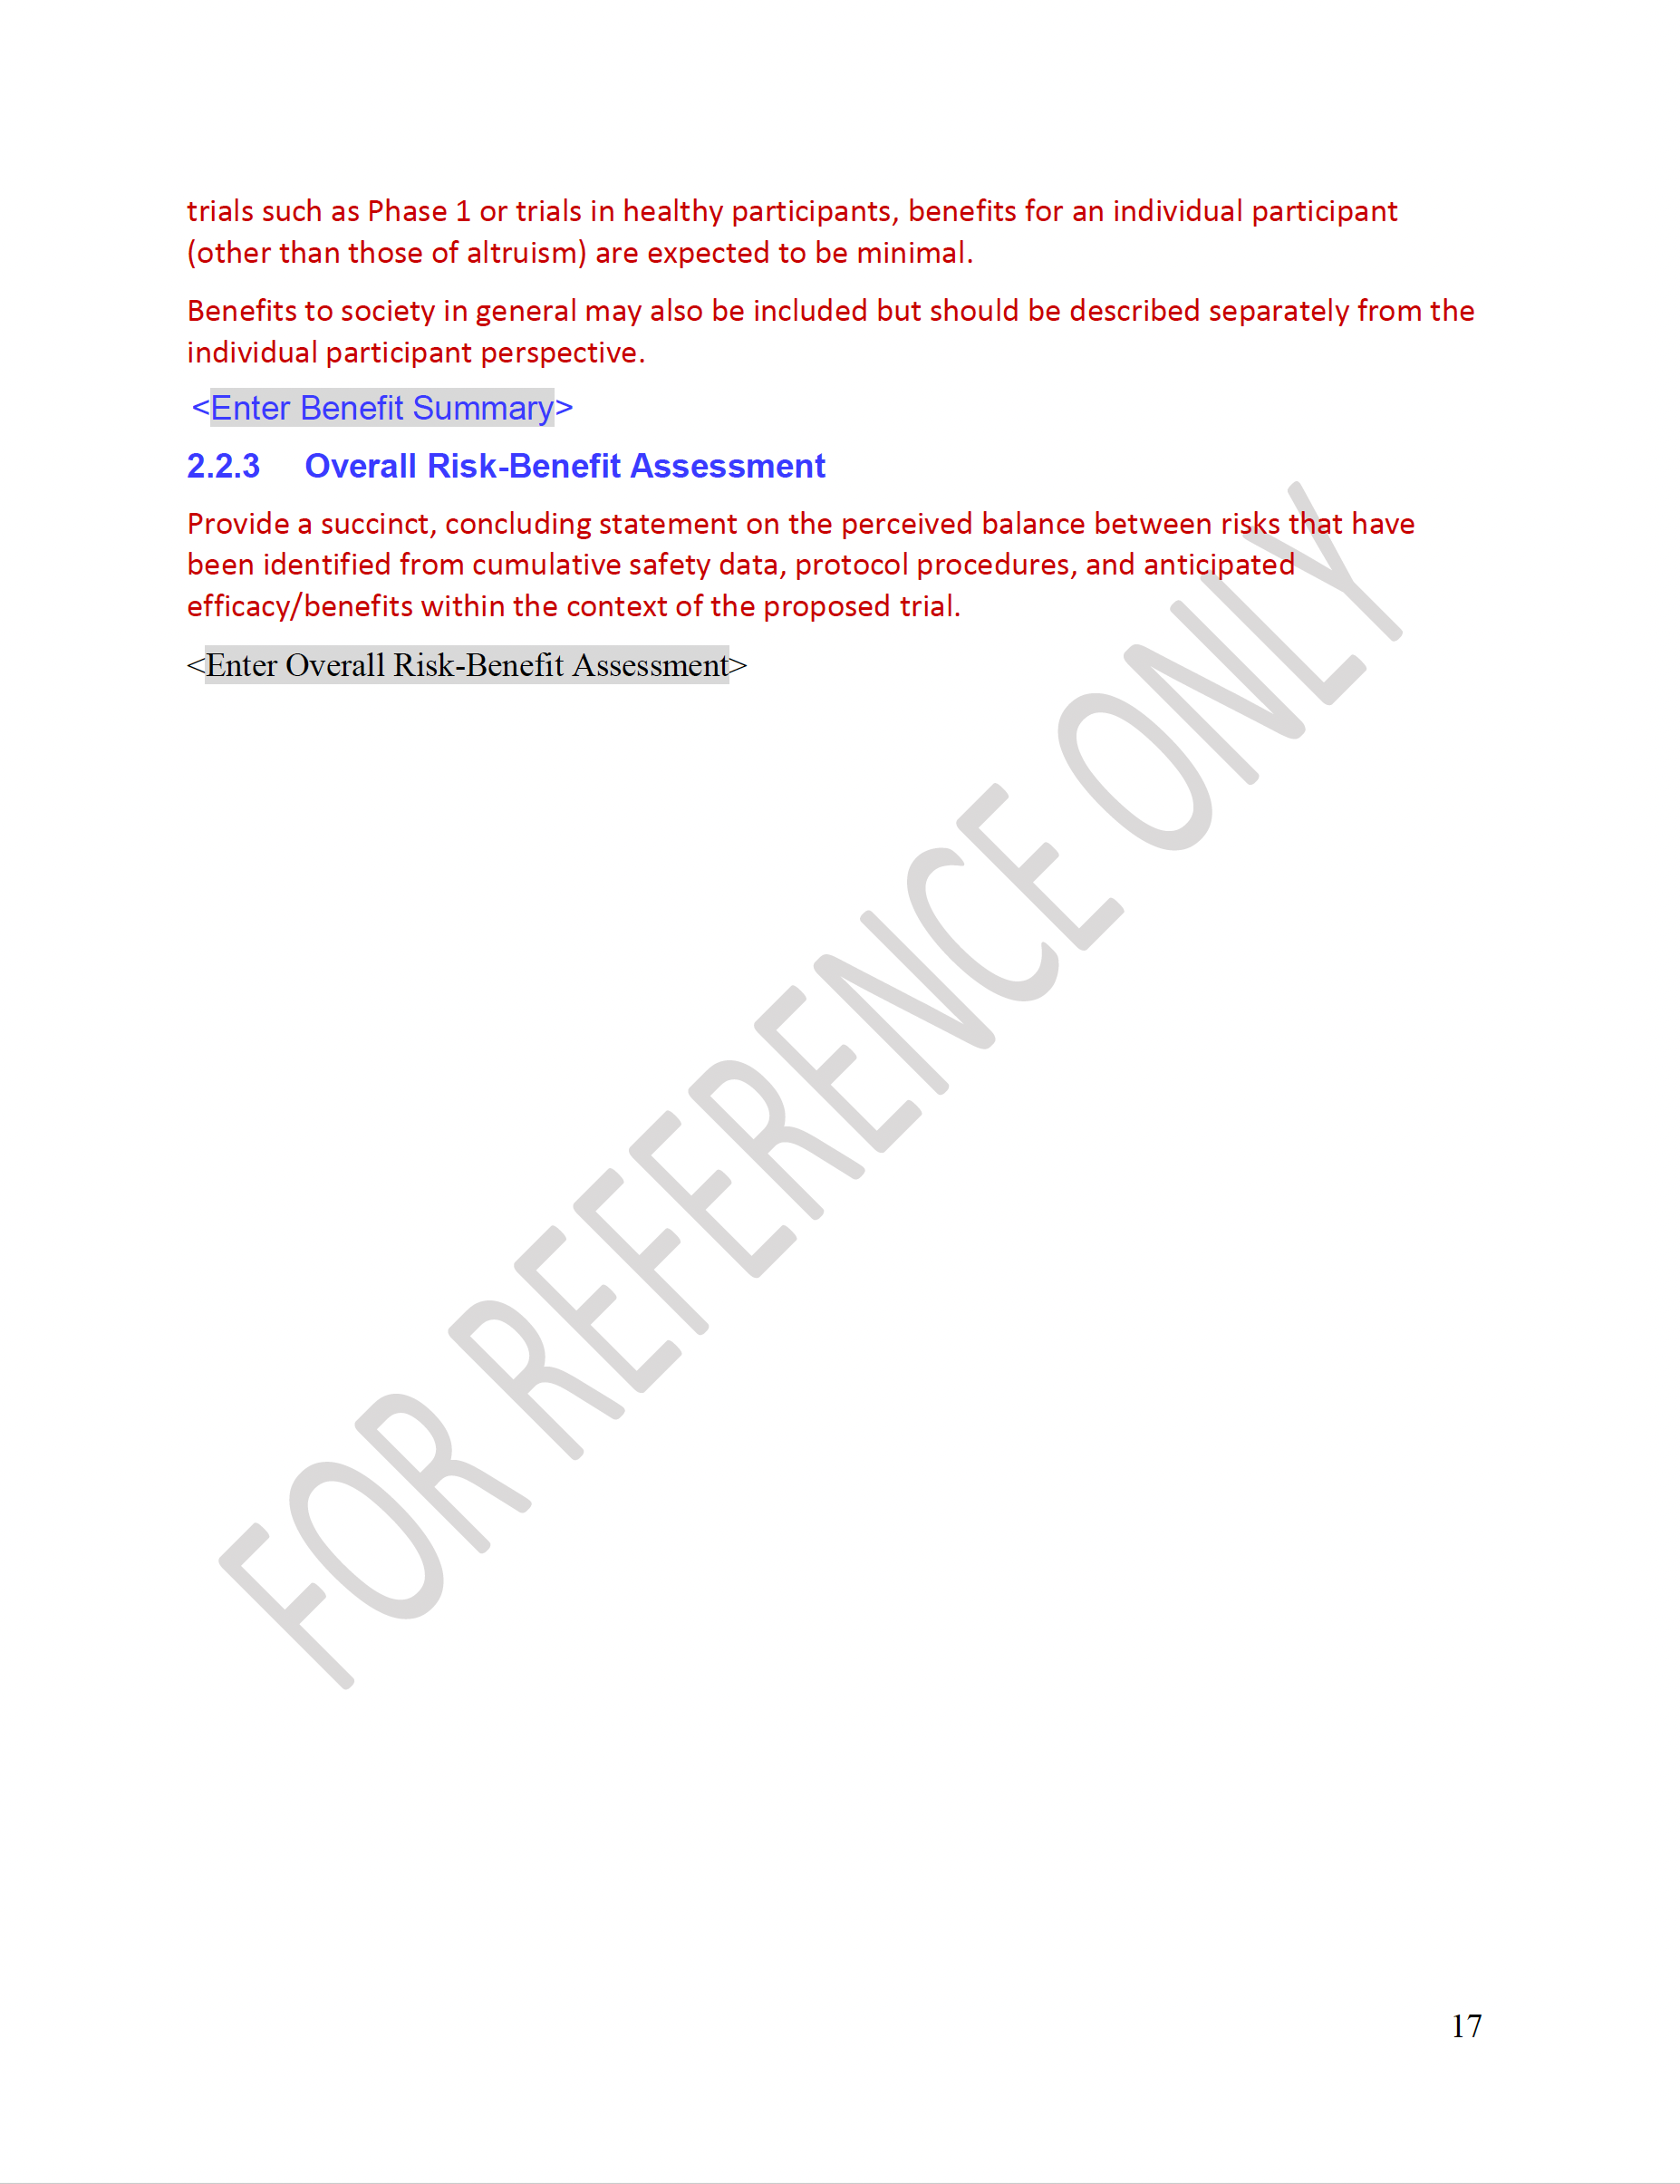 trials such as Phase 1 or trials in healthy participants, benefits for an individual participant
(other than those of altruism) are expected to be minimal.
Benefits to society in general may also be included but should be described separately from the
individual participant perspective.
<Enter Benefit Summary>
2.2.3 Overall Risk-Benefit Assessment
Provide a succinct, concluding statement on the perceived balance between risks that have
been identified from cumulative safety data, protocol procedures, and anticipated
efficacy/benefits within the context of the proposed trial.
<Enter Overall Risk-Benefit Assessment>
FOR REFERENCE ONLY
17